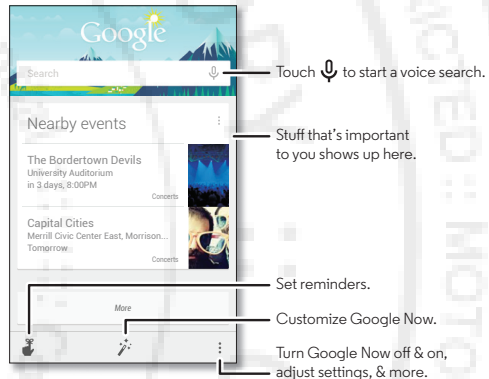 Google
Search
Touch to start a voice search.
Nearby events
Stuff that's important
to you shows up here.
The Bordertown Devils
University Auditorium
in 3 days, 8:00PM
Concerts
Capital Cities
Merrill Civic Center East, Morrison...
Tomorrow
Concerts
More
Set reminders.
Customize Google Now.
Turn Google Now off & on,
adjust settings, & more.